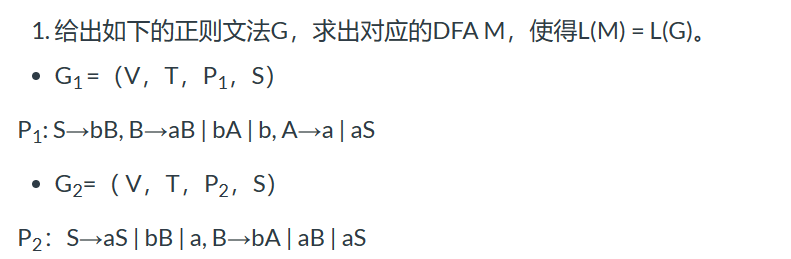 1. 给出如下的正则文法G，求出对应的DFA M，使得L(M) = L(G)。
• G₁ = （V，T，P₁，S）
P₁: S→bB, B→aB | bA | b, A→a | aS
• G₂= （ V，T，P₂，S）
P₂： S→aS | bB | a, B→bA | aB | aS